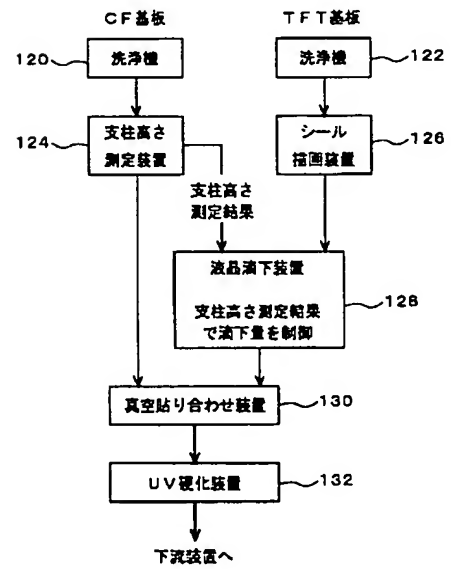 CF基板
TFT基板
120
洗浄機
洗浄機
122
124
支柱高さ
測定装置
シール
描画装置
126
支柱高さ
測定結果
液晶滴下装置
支柱高さ測定結果
で滴下量を制御
128
真空貼り合わせ装置
130
UV硬化装置
132
下流装置へ